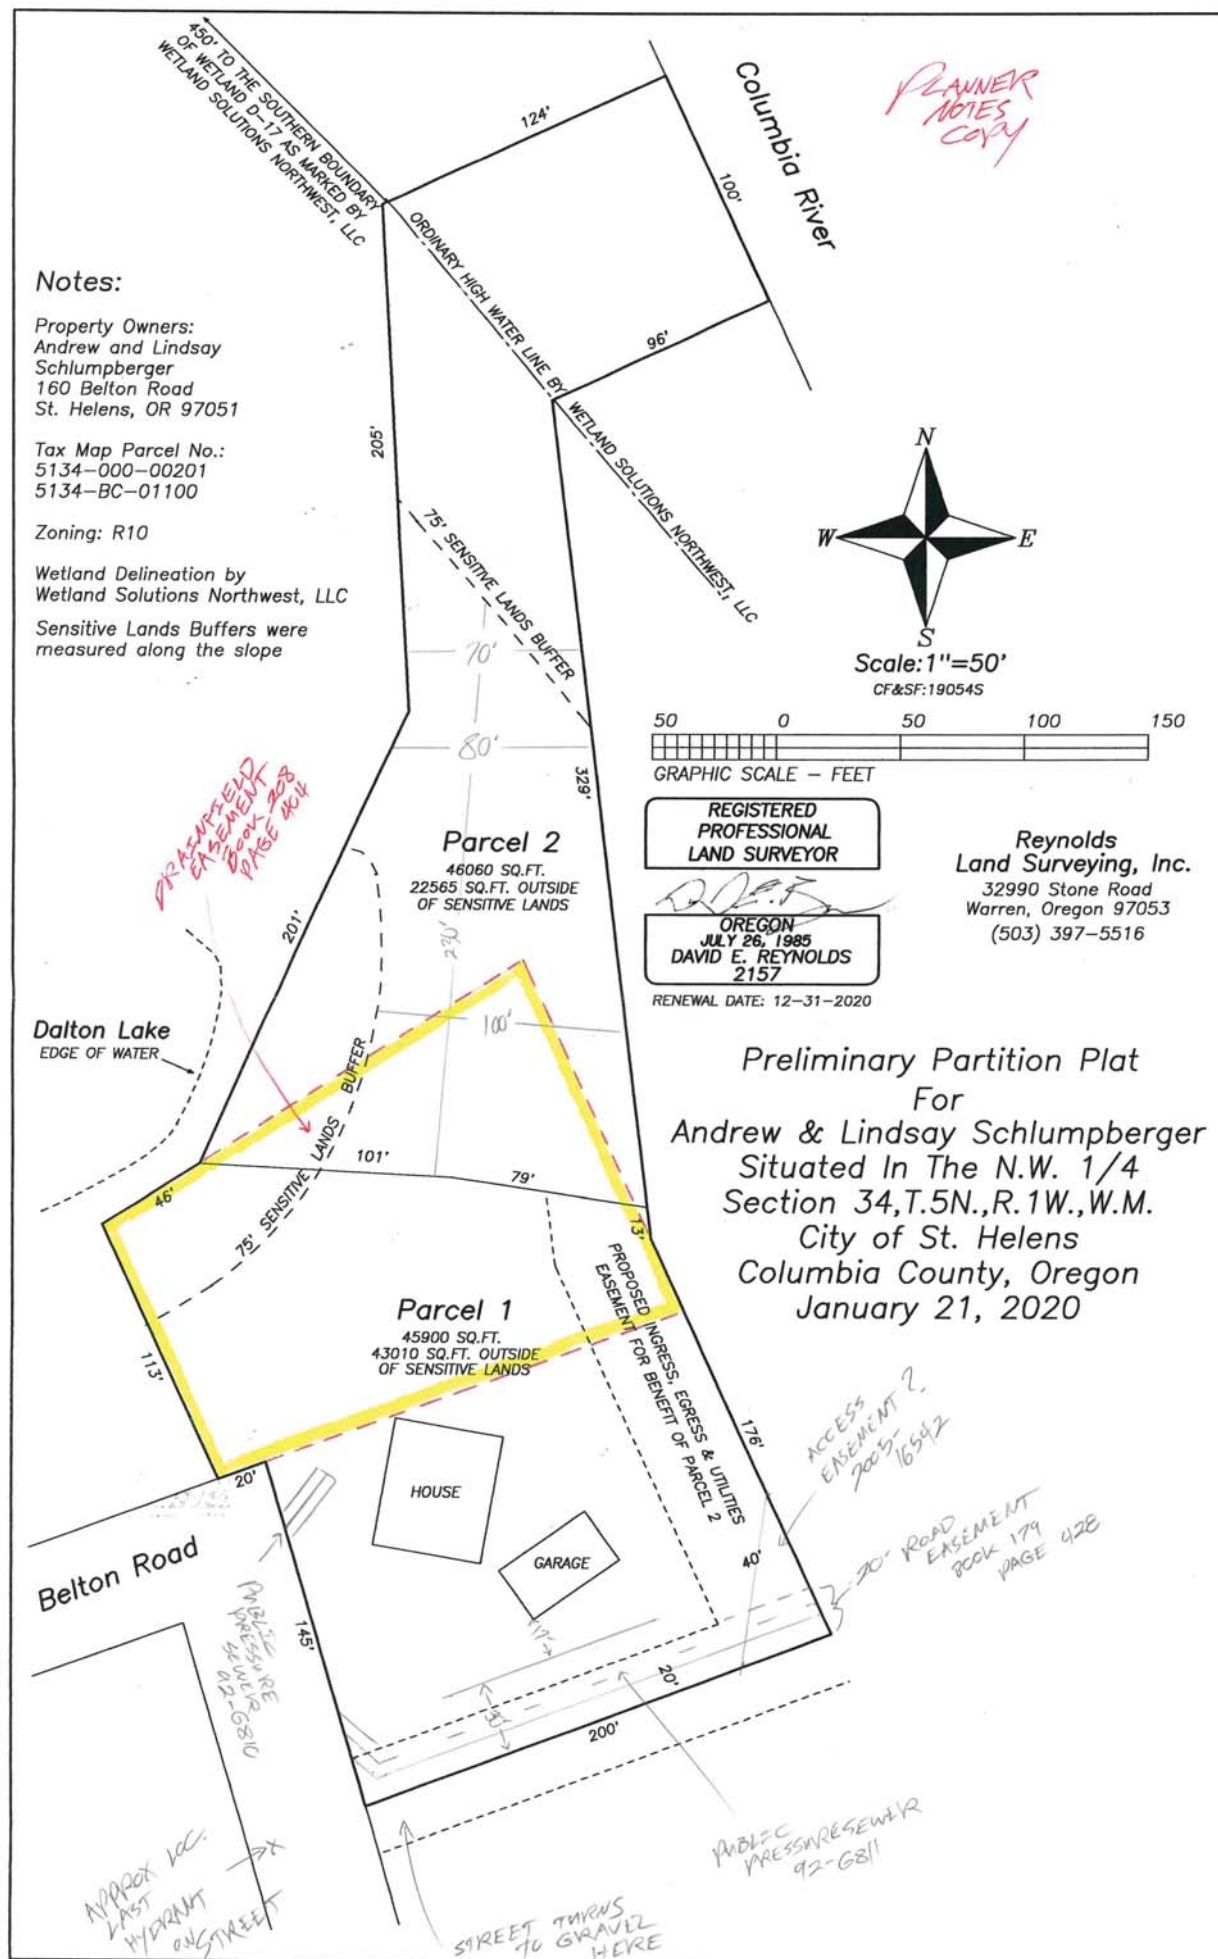 450' TO THE SOUTHERN BOUNDARY
OF WETLAND D-17 AS MARKED BY
WETLAND SOLUTIONS NORTHWEST, LLC
124'
100'
96'
Columbia River
PLANNER
NOTES
COPY
ORDINARY HIGH WATER LINE BY WETLAND SOLUTIONS NORTHWEST, LLC
Notes:
Property Owners:
Andrew and Lindsay
Schlumpberger
160 Belton Road
St. Helens, OR 97051
Tax Map Parcel No.:
5134-000-00201
5134-BC-01100
Zoning: R10
Wetland Delineation by
Wetland Solutions Northwest, LLC
Sensitive Lands Buffers were
measured along the slope
205'
75' SENSITIVE LANDS BUFFER
70'
80'
329'
N
W
E
S
Scale:1"=50'
CF&SF:19054S
50 0 50 100 150
GRAPHIC SCALE - FEET
REGISTERED
PROFESSIONAL
LAND SURVEYOR
OREGON
JULY 26, 1985
DAVID E. REYNOLDS
2157
RENEWAL DATE: 12-31-2020
Reynolds
Land Surveying, Inc.
32990 Stone Road
Warren, Oregon 97053
(503) 397-5516
DRAINFIELD
EASEMENT
BOOK 208
PAGE 404
Parcel 2
46060 SQ.FT.
22565 SQ.FT. OUTSIDE
OF SENSITIVE LANDS
201'
230'
100'
Dalton Lake
EDGE OF WATER
75' SENSITIVE LANDS BUFFER
101'
79'
46'
13'
113'
Preliminary Partition Plat
For
Andrew & Lindsay Schlumpberger
Situated In The N.W. 1/4
Section 34,T.5N.,R.1W.,W.M.
City of St. Helens
Columbia County, Oregon
January 21, 2020
Parcel 1
45900 SQ.FT.
43010 SQ.FT. OUTSIDE
OF SENSITIVE LANDS
PROPOSED INGRESS, EGRESS & UTILITIES
EASEMENT FOR BENEFIT OF PARCEL 2
176'
ACCESS
EASEMENT?
2005-
16542
20'
HOUSE
GARAGE
40'
20' ROAD
EASEMENT
BOOK 179
PAGE 428
Belton Road
145'
17'
20'
30'
200'
PUBLIC
PRESSURE
SEWER
92-6810
PUBLIC
PRESSURE SEWER
92-6811
APPROX LOC.
LAST
HYDRANT
ON STREET
X
STREET TURNS
TO GRAVEL
HERE